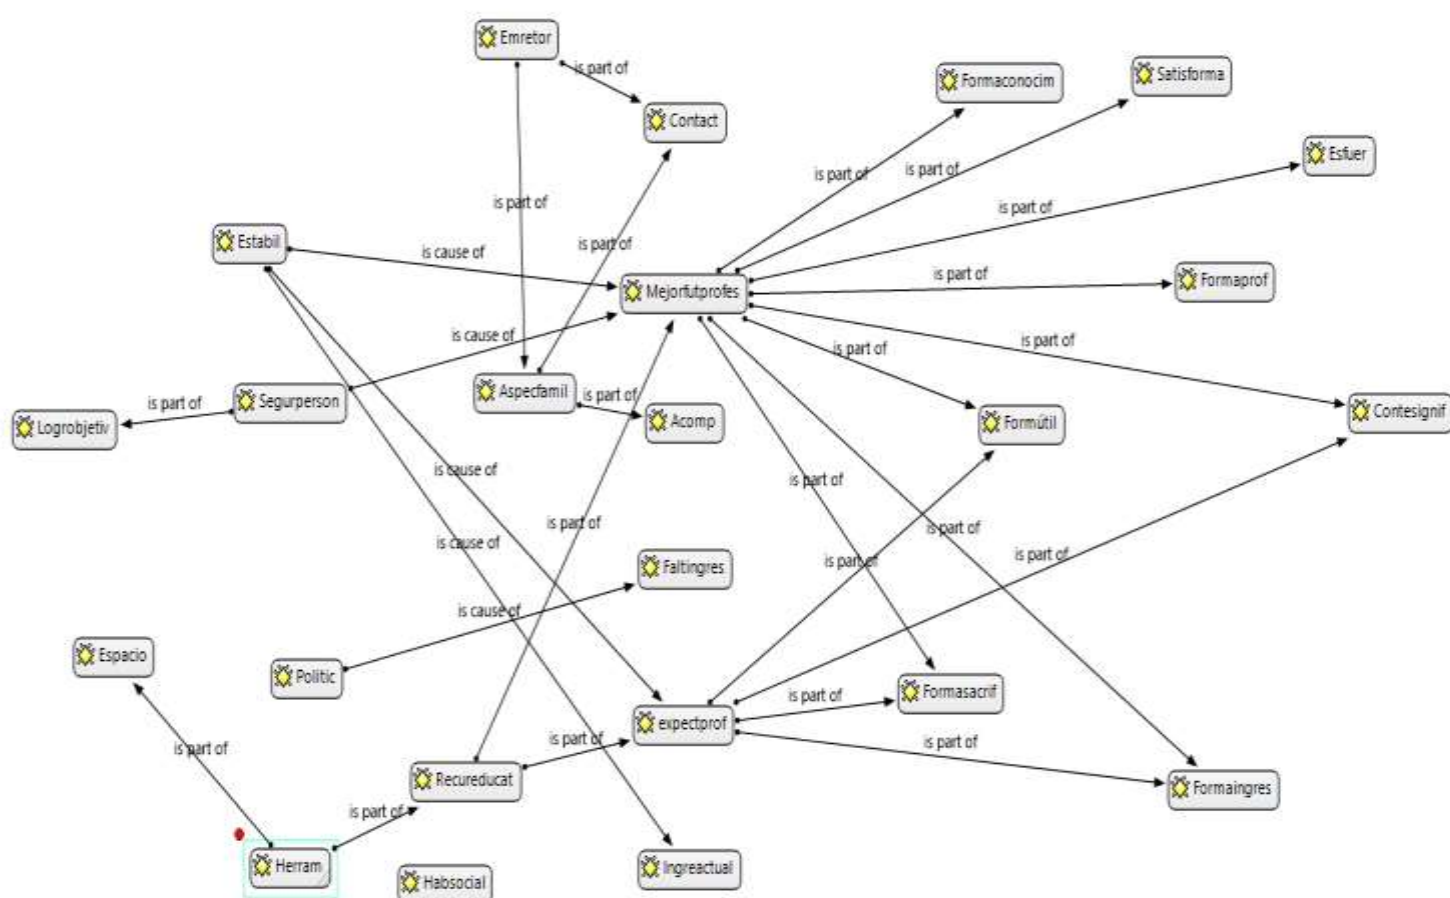 Emretor
is part of
Formaconocim
Satisforma
Contact
Esfuer
is part of
is part of
is part of
is part of
Estabil
is part of
is cause of
Mejorfutprofes
is part of
Formaprof
is cause of
is part of
is part of
Aspecfamil
is part of
Segurperson
is part of
Logrobjetiv
Acomp
Formútil
Contesignif
is cause of
is part of
is part of
is part of
is cause of
is part of
is part of
Faltingres
is cause of
Espacio
Politic
Formasacrif
is part of
expectprof
is part of
is part of
is part of
Recureducat
Formaingres
is part of
Herram
Ingreactual
Habsocial